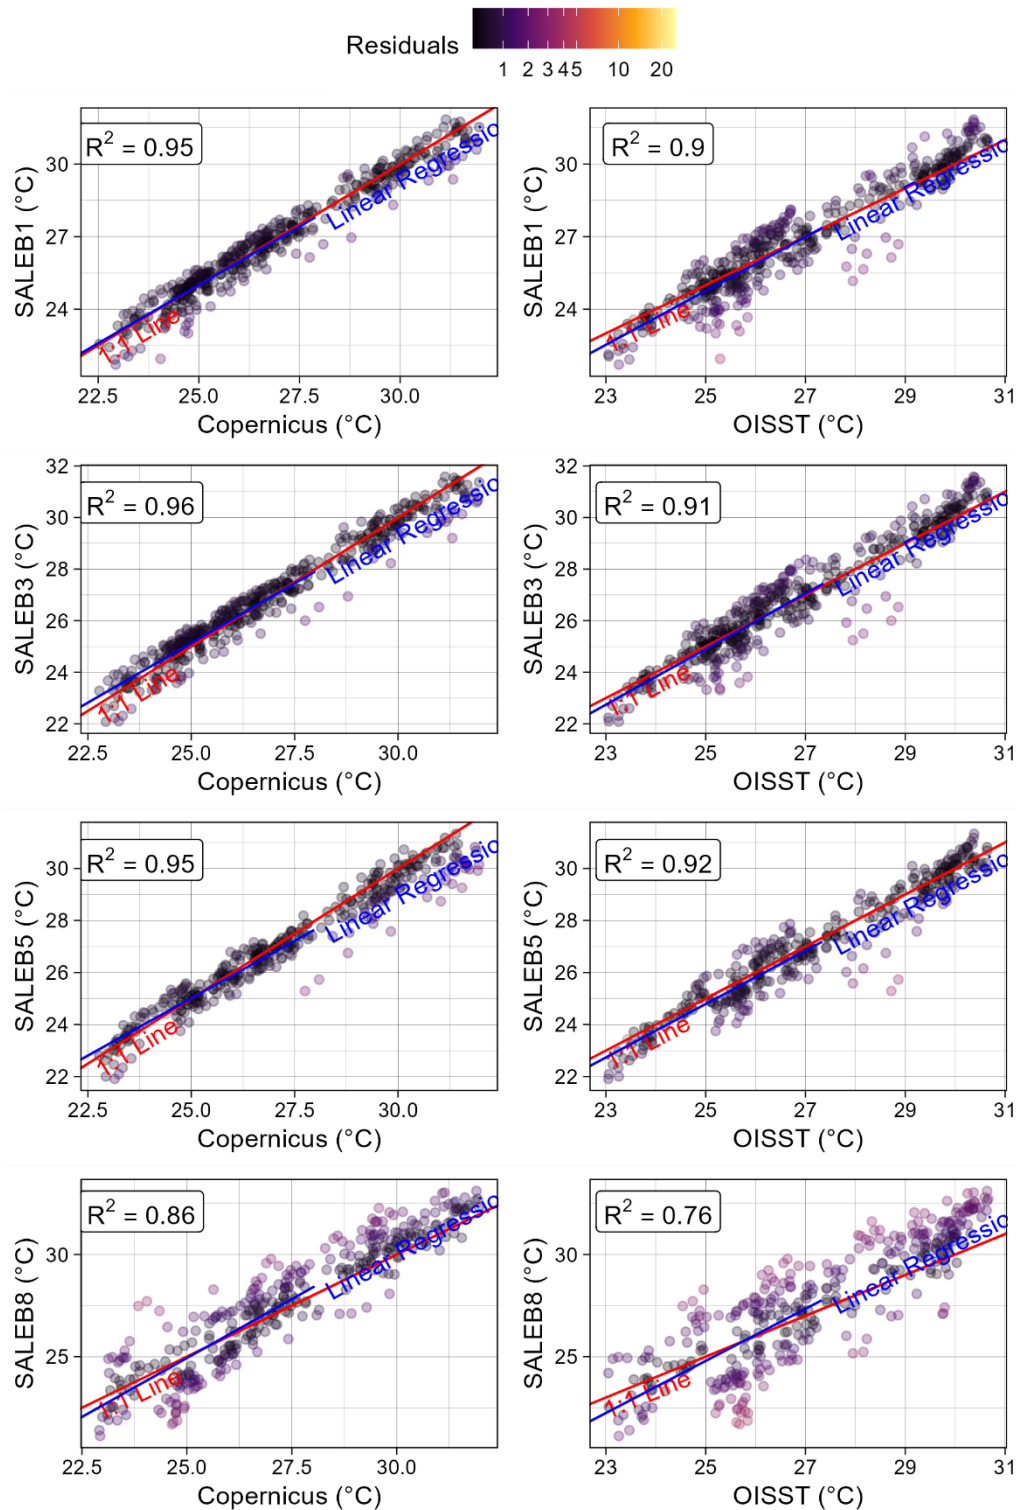 Residuals
1 2 3 4 5 10 20
R² = 0.95
Linear Regressio
1:1 Line
30
27
24
SALEB1 (°C)
22.5 25.0 27.5 30.0
Copernicus (°C)
R² = 0.9
Linear Regressio
1:1 Line
30
27
24
SALEB1 (°C)
23 25 27 29 31
OISST (°C)
R² = 0.96
Linear Regressio
1:1 Line
32
30
28
26
24
22
SALEB3 (°C)
22.5 25.0 27.5 30.0
Copernicus (°C)
R² = 0.91
Linear Regressio
1:1 Line
32
30
28
26
24
22
SALEB3 (°C)
23 25 27 29 31
OISST (°C)
R² = 0.95
Linear Regressio
1:1 Line
30
28
26
24
22
SALEB5 (°C)
22.5 25.0 27.5 30.0
Copernicus (°C)
R² = 0.92
Linear Regressio
1:1 Line
30
28
26
24
22
SALEB5 (°C)
23 25 27 29 31
OISST (°C)
R² = 0.86
Linear Regressio
1:1 Line
30
25
SALEB8 (°C)
22.5 25.0 27.5 30.0
Copernicus (°C)
R² = 0.76
Linear Regressio
1:1 Line
30
25
SALEB8 (°C)
23 25 27 29 31
OISST (°C)